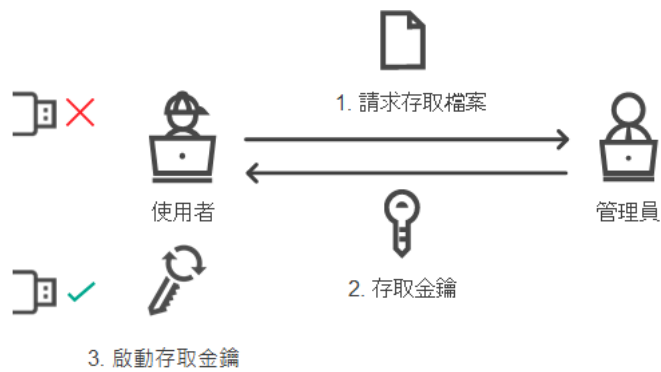 1. 請求存取檔案
使用者
管理員
2. 存取金鑰
3. 啟動存取金鑰